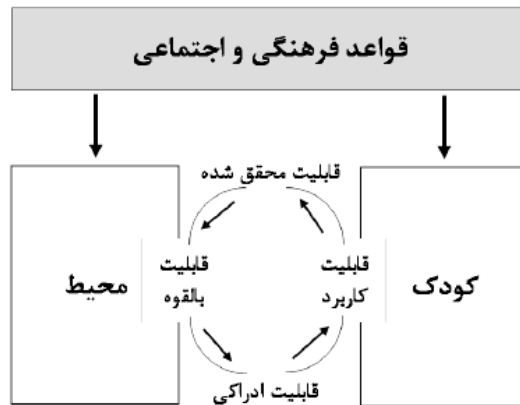 قواعد فرهنگی و اجتماعی
قابلیت محقق شده
کودک
قابلیت
کاربرد
قابلیت
بالقوه
محیط
قابلیت ادراکی